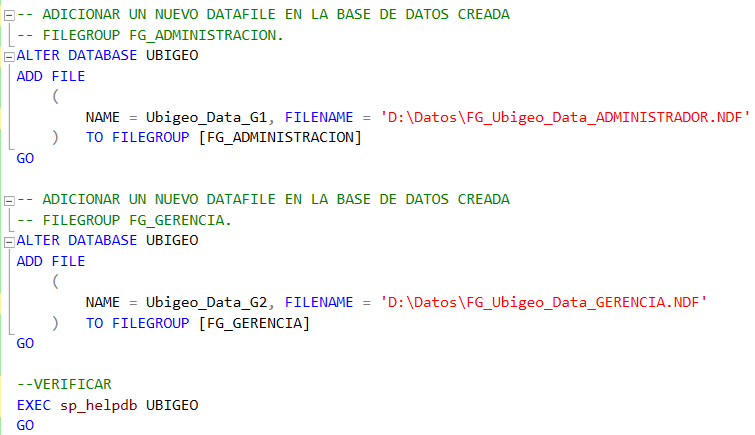 -- ADICIONAR UN NUEVO DATAFILE EN LA BASE DE DATOS CREADA
-- FILEGROUP FG_ADMINISTRACION.
ALTER DATABASE UBIGEO
ADD FILE
(
NAME = Ubigeo_Data_G1, FILENAME = 'D:\Datos\FG_Ubigeo_Data_ADMINISTRADOR.NDF'
) TO FILEGROUP [FG_ADMINISTRACION]
GO
-- ADICIONAR UN NUEVO DATAFILE EN LA BASE DE DATOS CREADA
-- FILEGROUP FG_GERENCIA.
ALTER DATABASE UBIGEO
ADD FILE
(
NAME = Ubigeo_Data_G2, FILENAME = 'D:\Datos\FG_Ubigeo_Data_GERENCIA.NDF'
) TO FILEGROUP [FG_GERENCIA]
GO
--VERIFICAR
EXEC sp_helpdb UBIGEO
GO